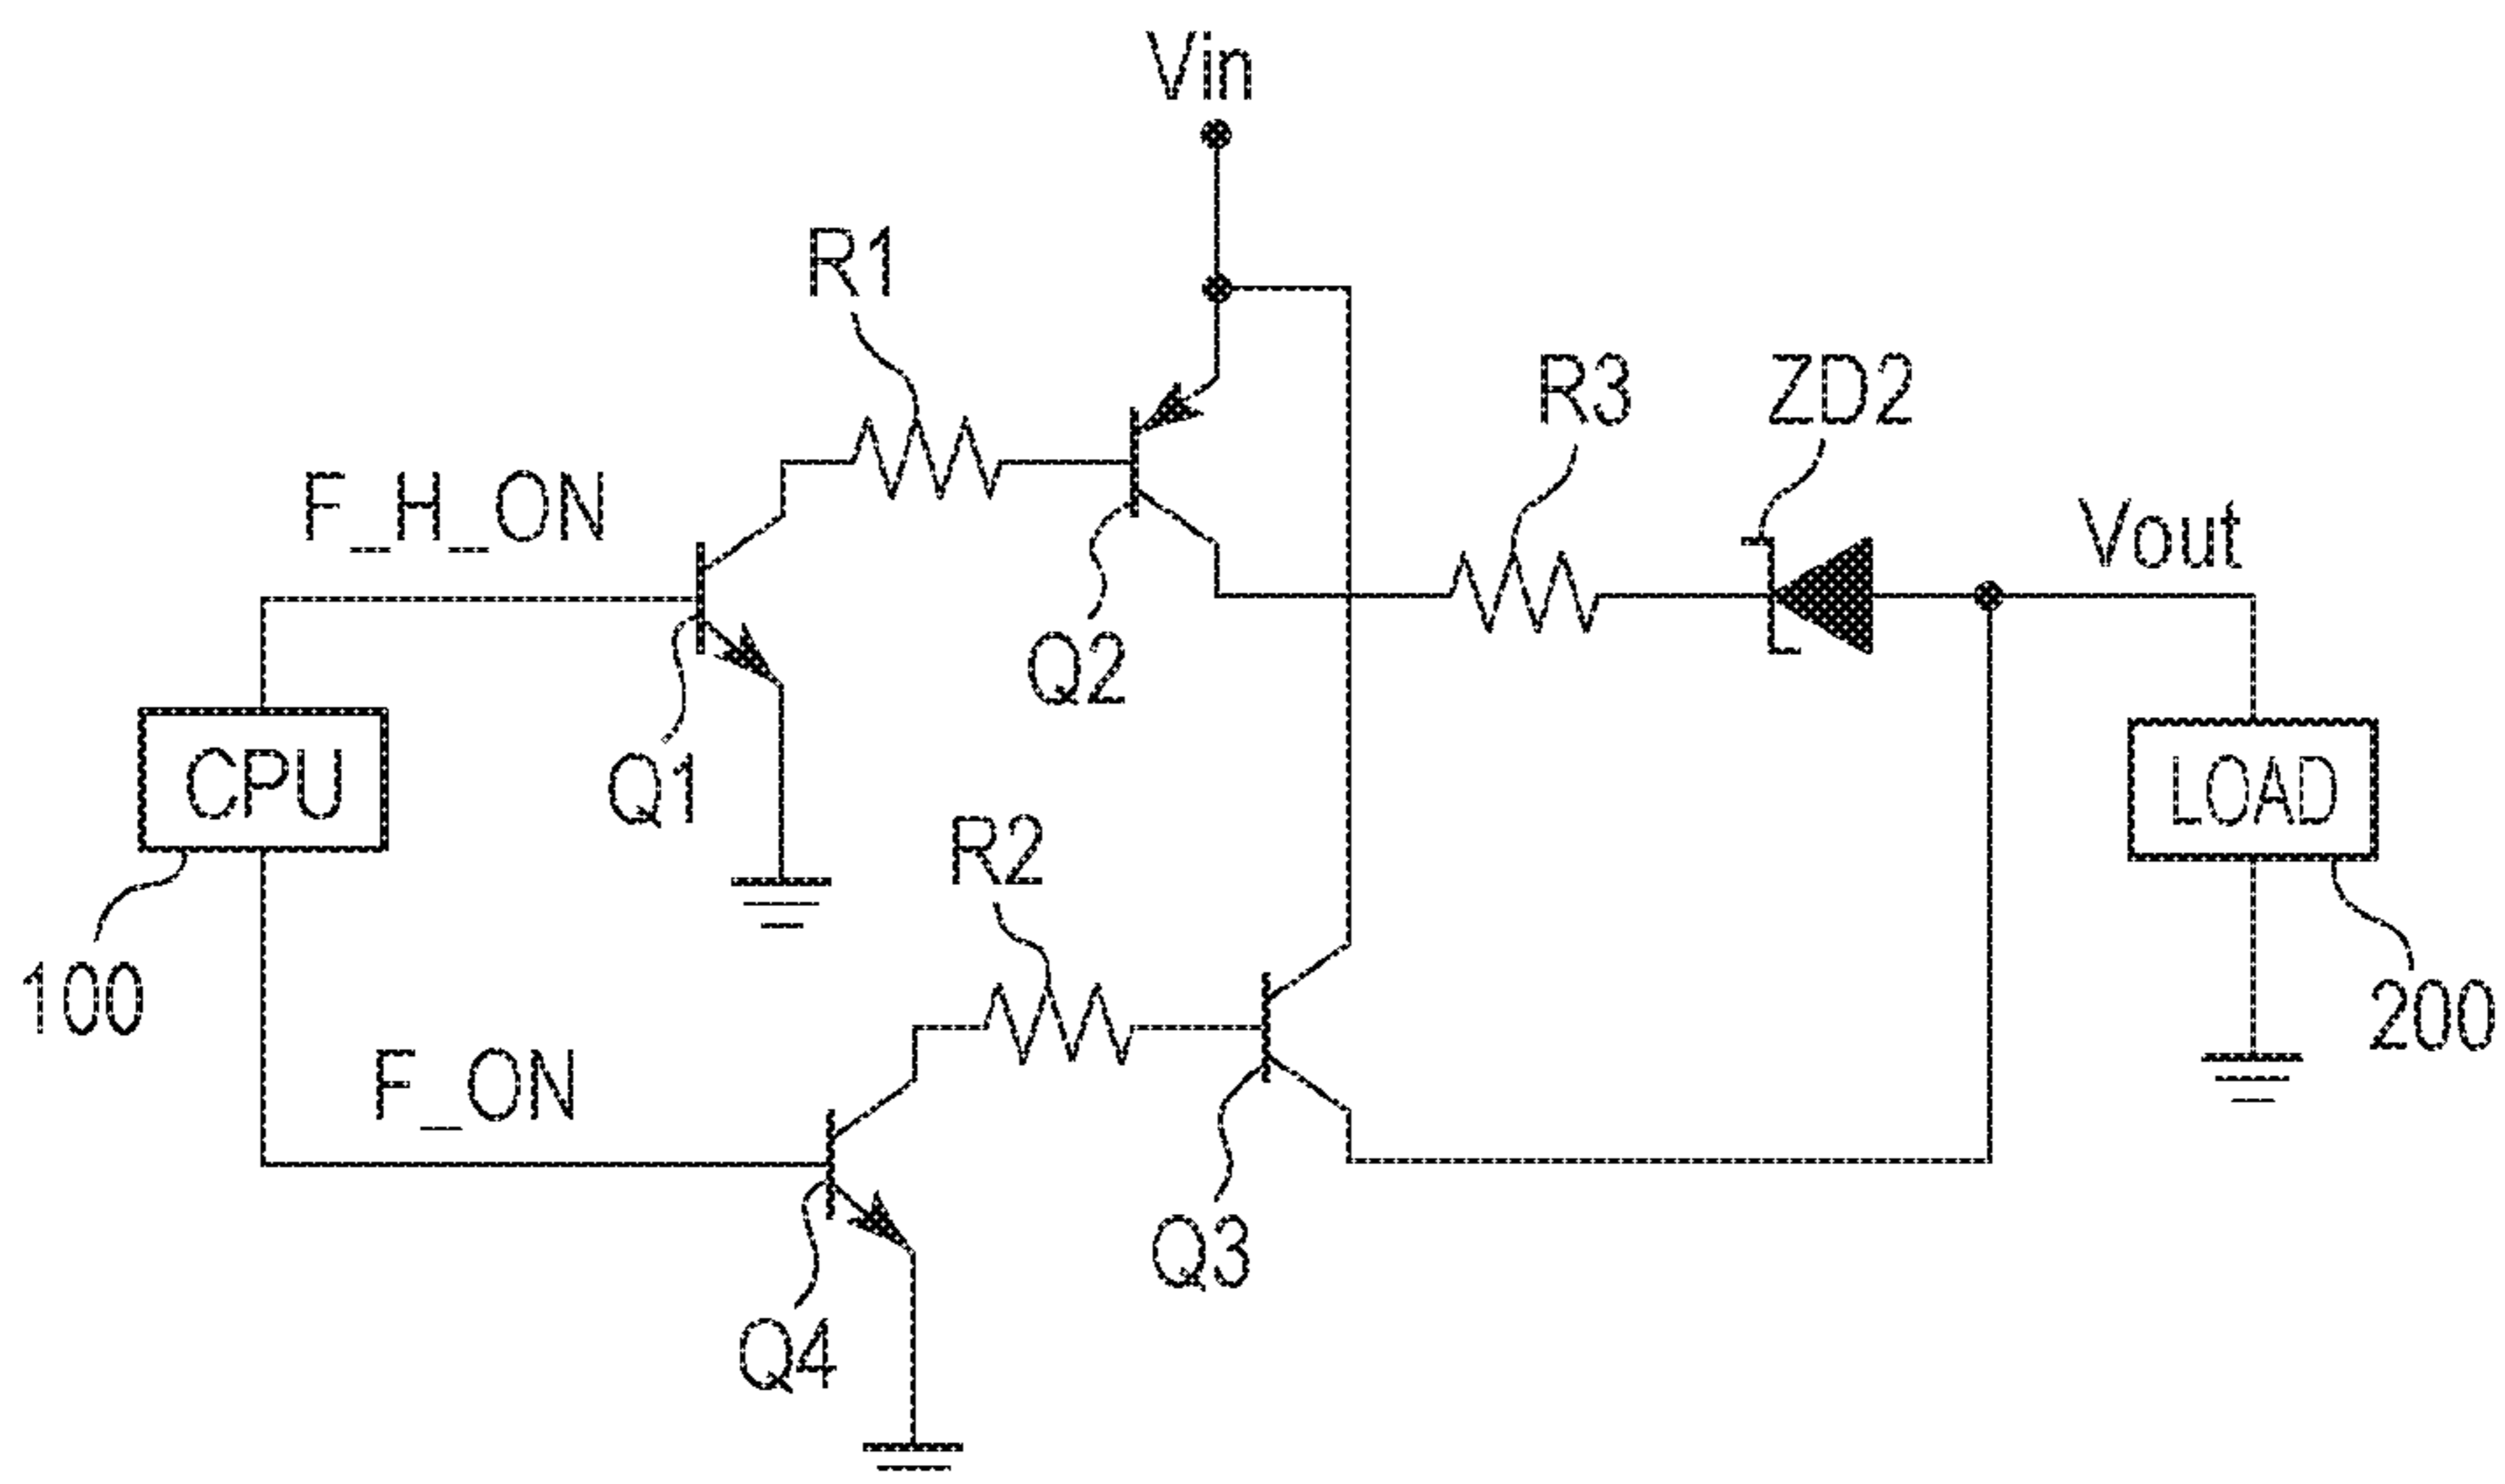 Vin
R1
R3
ZD2
F_H_ON
Vout
Q2
CPU
Q1
LOAD
R2
100
200
F_ON
Q3
Q4